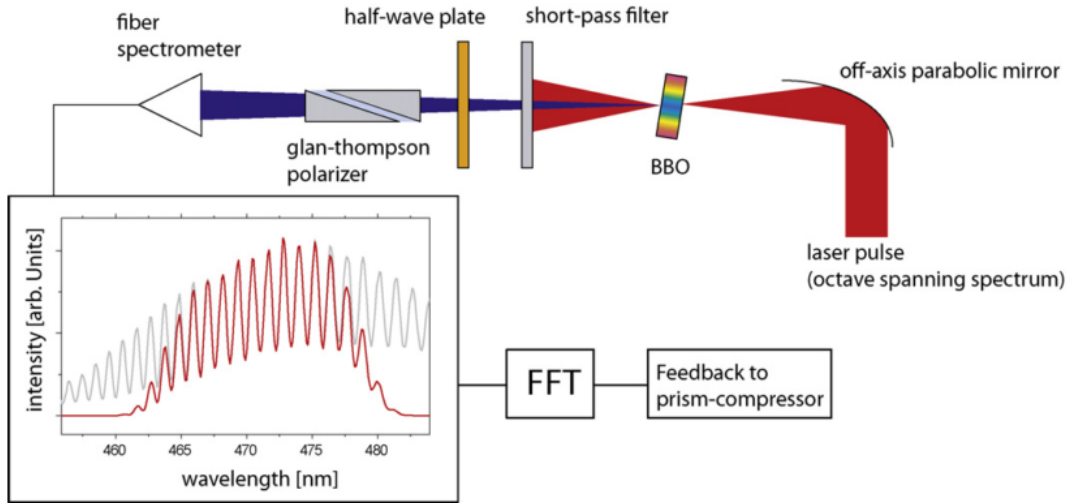 fiber
spectrometer
half-wave plate
short-pass filter
off-axis parabolic mirror
glan-thompson
polarizer
BBO
laser pulse
(octave spanning spectrum)
intensity [arb. Units]
460 465 470 475 480
wavelength [nm]
FFT
Feedback to
prism-compressor